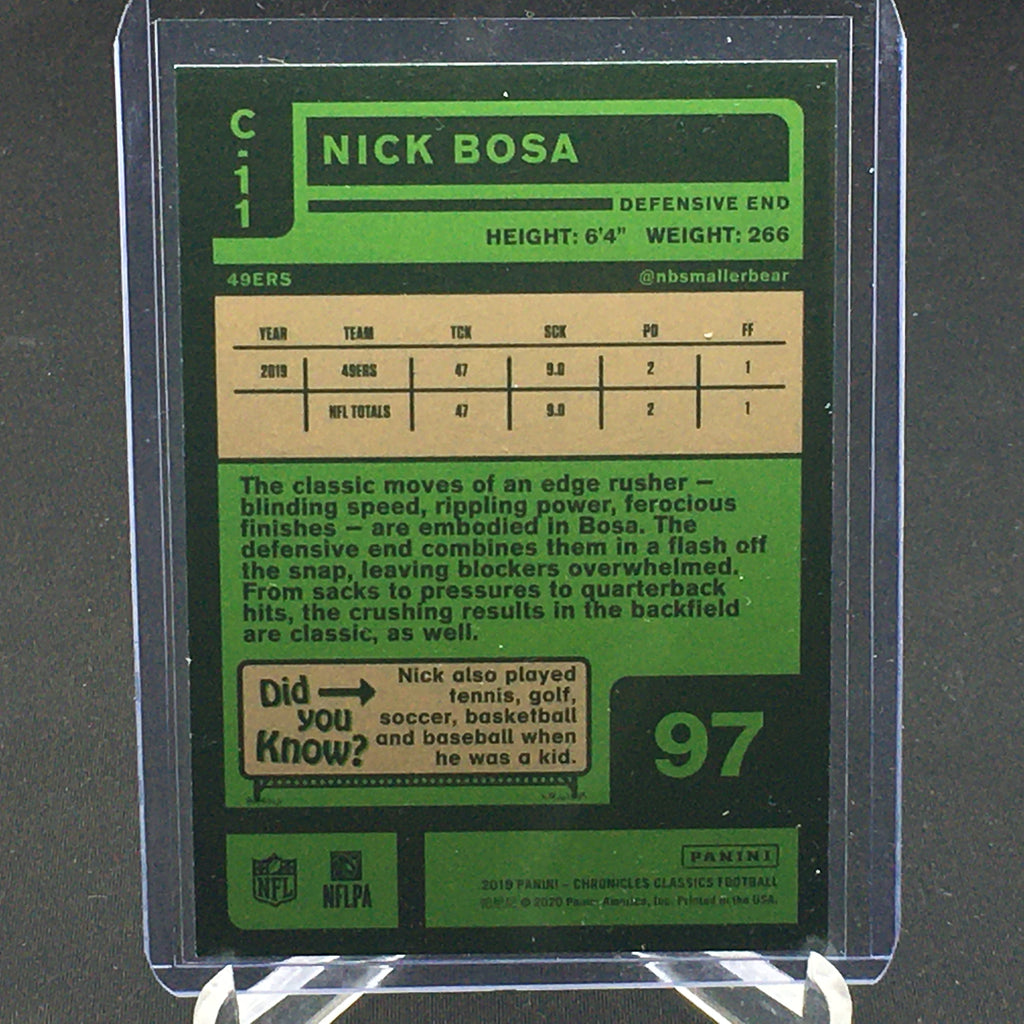 C-11
NICK BOSA
DEFENSIVE END
HEIGHT: 6'4" WEIGHT: 266
49ERS @nbsmallerbear
YEAR TEAM TCK SCK PD FF
2019 49ERS 47 9.0 2 1
NFL TOTALS 47 9.0 2 1
The classic moves of an edge rusher –
blinding speed, rippling power, ferocious
finishes – are embodied in Bosa. The
defensive end combines them in a flash off
the snap, leaving blockers overwhelmed.
From sacks to pressures to quarterback
hits, the crushing results in the backfield
are classic, as well.
Did you Know?
Nick also played
tennis, golf,
soccer, basketball
and baseball when
he was a kid.
97
NFL
NFLPA
PANINI
2019 PANINI – CHRONICLES CLASSICS FOOTBALL
© 2020 Panini America, Inc. Printed in the USA.